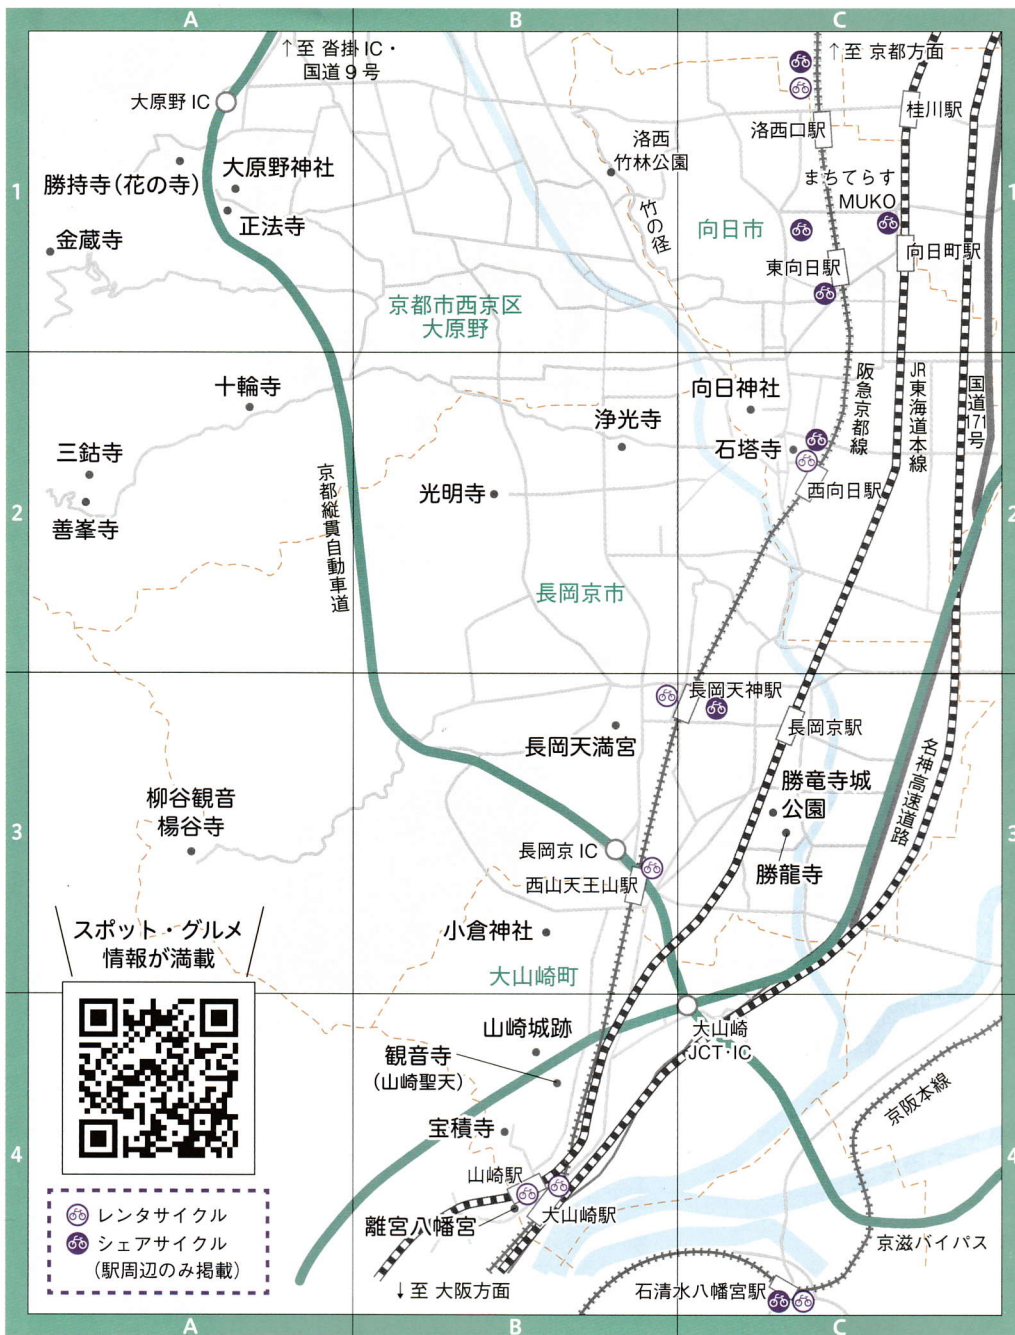 A
B
C
↑至 沓掛IC・
国道9号
↑至 京都方面
大原野 IC
桂川駅
洛西口駅
洛西
竹林公園
1
勝持寺(花の寺)
大原野神社
正法寺
金蔵寺
竹の径
向日市
まちてらす
MUKO
1
向日町駅
東向日駅
京都市西京区
大原野
十輪寺
向日神社
阪急京都線
JR東海道本線
国道171号
三鈷寺
浄光寺
石塔寺
西向日駅
2
善峯寺
光明寺
京都縦貫自動車道
2
長岡京市
長岡天神駅
長岡京駅
長岡天満宮
名神高速道路
勝竜寺城
公園
柳谷観音
楊谷寺
3
長岡京 IC
3
西山天王山駅
勝龍寺
スポット・グルメ
情報が満載
小倉神社
大山崎町
山崎城跡
大山崎
JCT・IC
観音寺
(山崎聖天)
京阪本線
宝積寺
4
4
山崎駅
離宮八幡宮
大山崎駅
レンタサイクル
シェアサイクル
(駅周辺のみ掲載)
京滋バイパス
↓至 大阪方面
石清水八幡宮駅
A
B
C